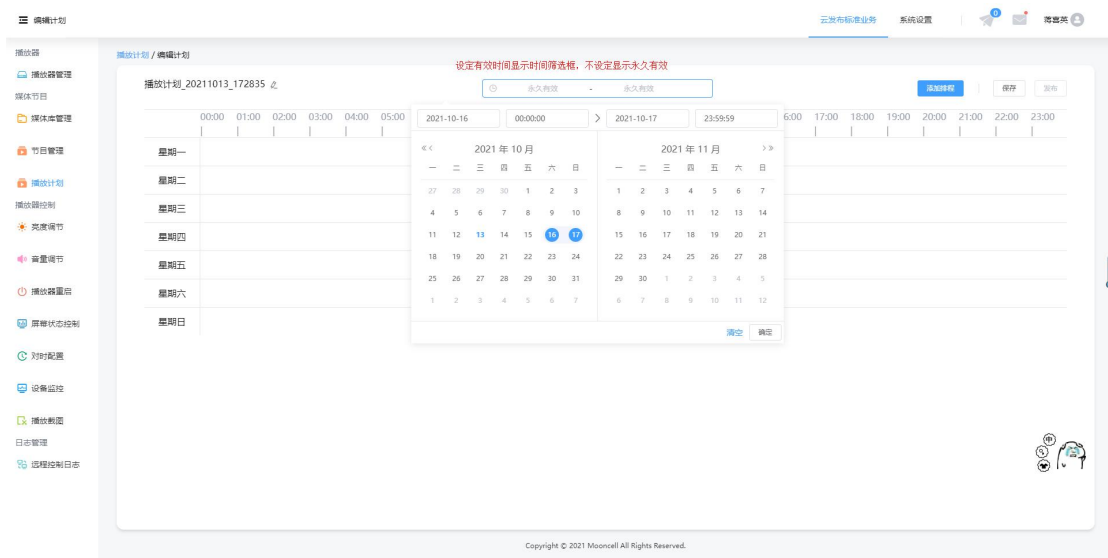 编辑计划
云发布标准业务 系统设置 0
播放器
播放器管理
媒体节目
媒体库管理
节目管理
播放计划
播放器控制
亮度调节
音量调节
播放器重启
屏幕状态控制
对时配置
设备监控
播放截图
日志管理
远程控制日志
播放计划 / 编辑计划
设定有效时间显示时间筛选框,不设定显示永久有效
播放计划_20211013_172835
永久有效 - 永久有效
添加排程 保存 发布
00:00 01:00 02:00 03:00 04:00 05:00 6:00 17:00 18:00 19:00 20:00 21:00 22:00 23:00
星期一
星期二
星期三
星期四
星期五
星期六
星期日
2021-10-16 00:00:00 > 2021-10-17 23:59:59
2021 年 10 月
一 二 三 四 五 六 日
27 28 29 30 1 2 3
4 5 6 7 8 9 10
11 12 13 14 15 16 17
18 19 20 21 22 23 24
25 26 27 28 29 30 31
1 2 3 4 5 6 7
2021 年 11 月
一 二 三 四 五 六 日
1 2 3 4 5 6 7
8 9 10 11 12 13 14
15 16 17 18 19 20 21
22 23 24 25 26 27 28
29 30 1 2 3 4 5
6 7 8 9 10 11 12
清空 确定
中
Copyright © 2021 Mooncell All Rights Reserved.